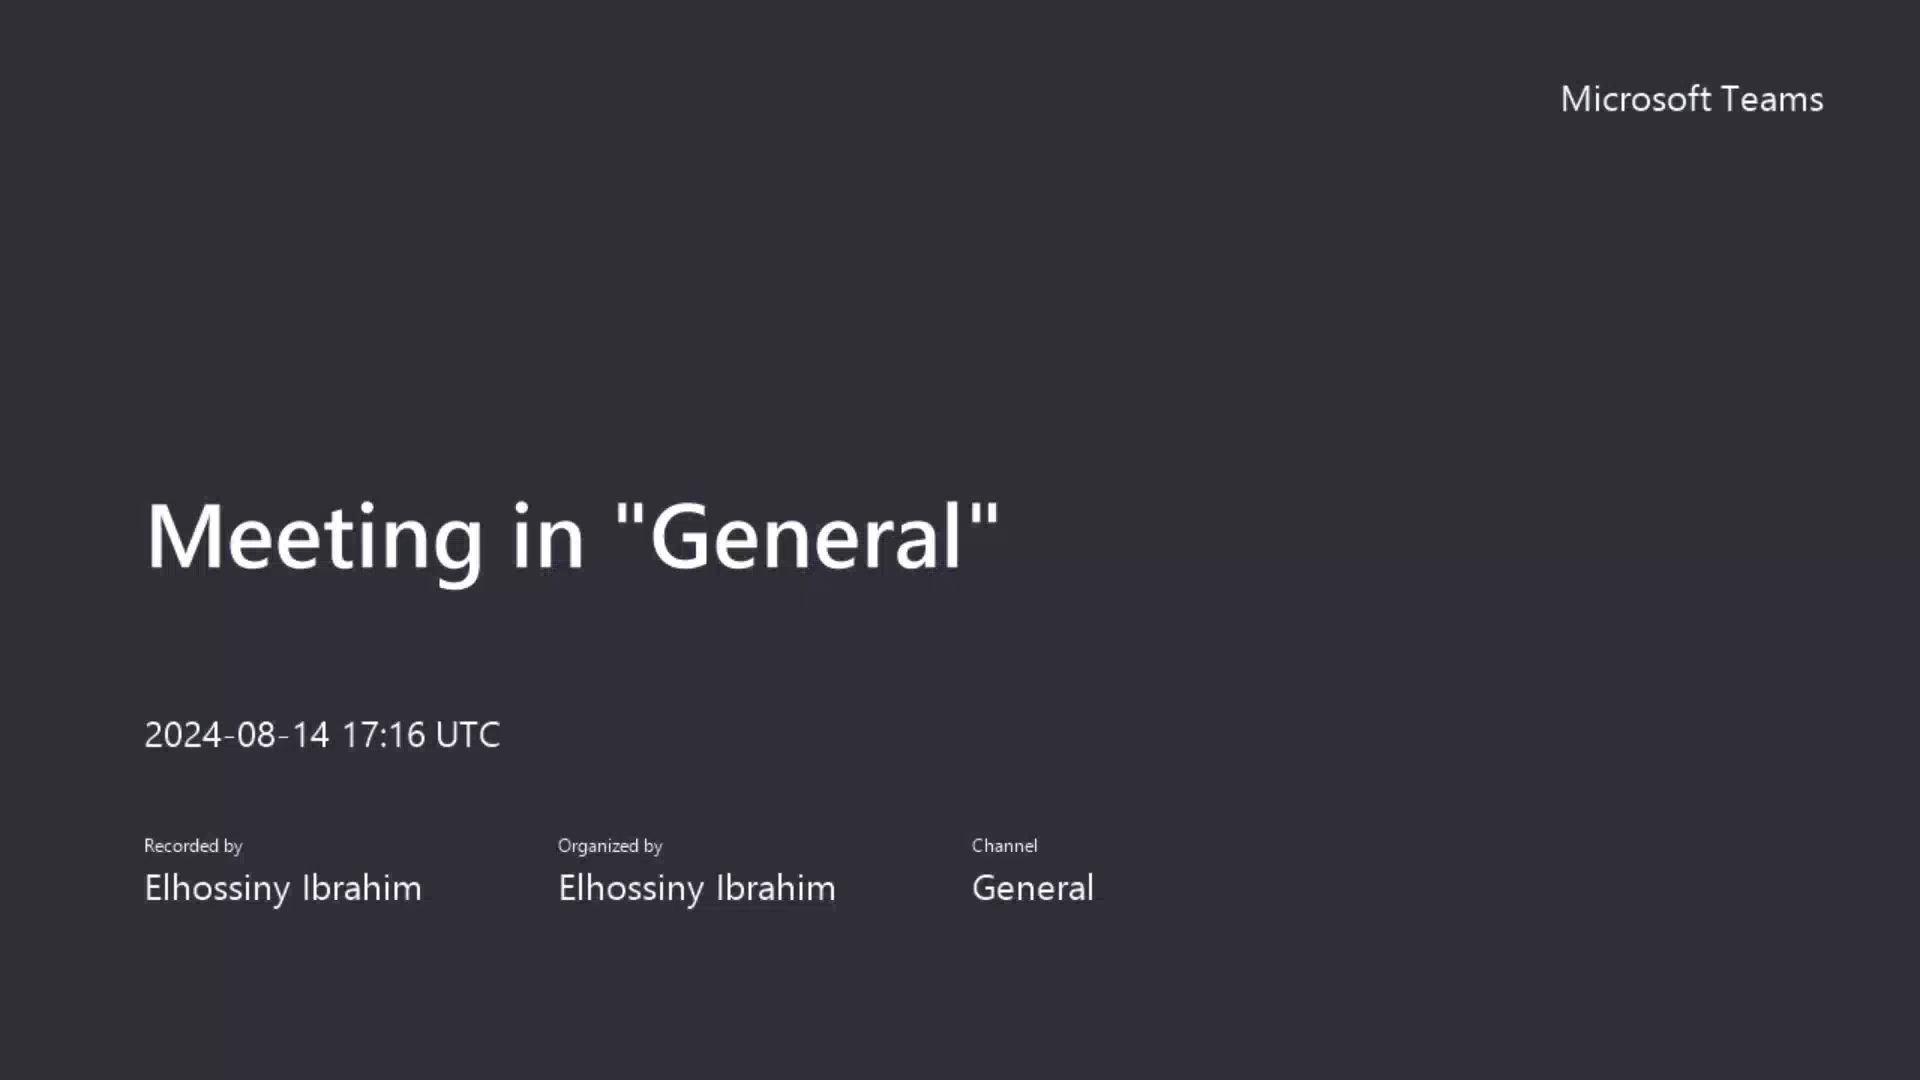 Microsoft Teams
Meeting in "General"
2024-08-14 17:16 UTC
Recorded by
Elhossiny Ibrahim
Organized by
Elhossiny Ibrahim
Channel
General